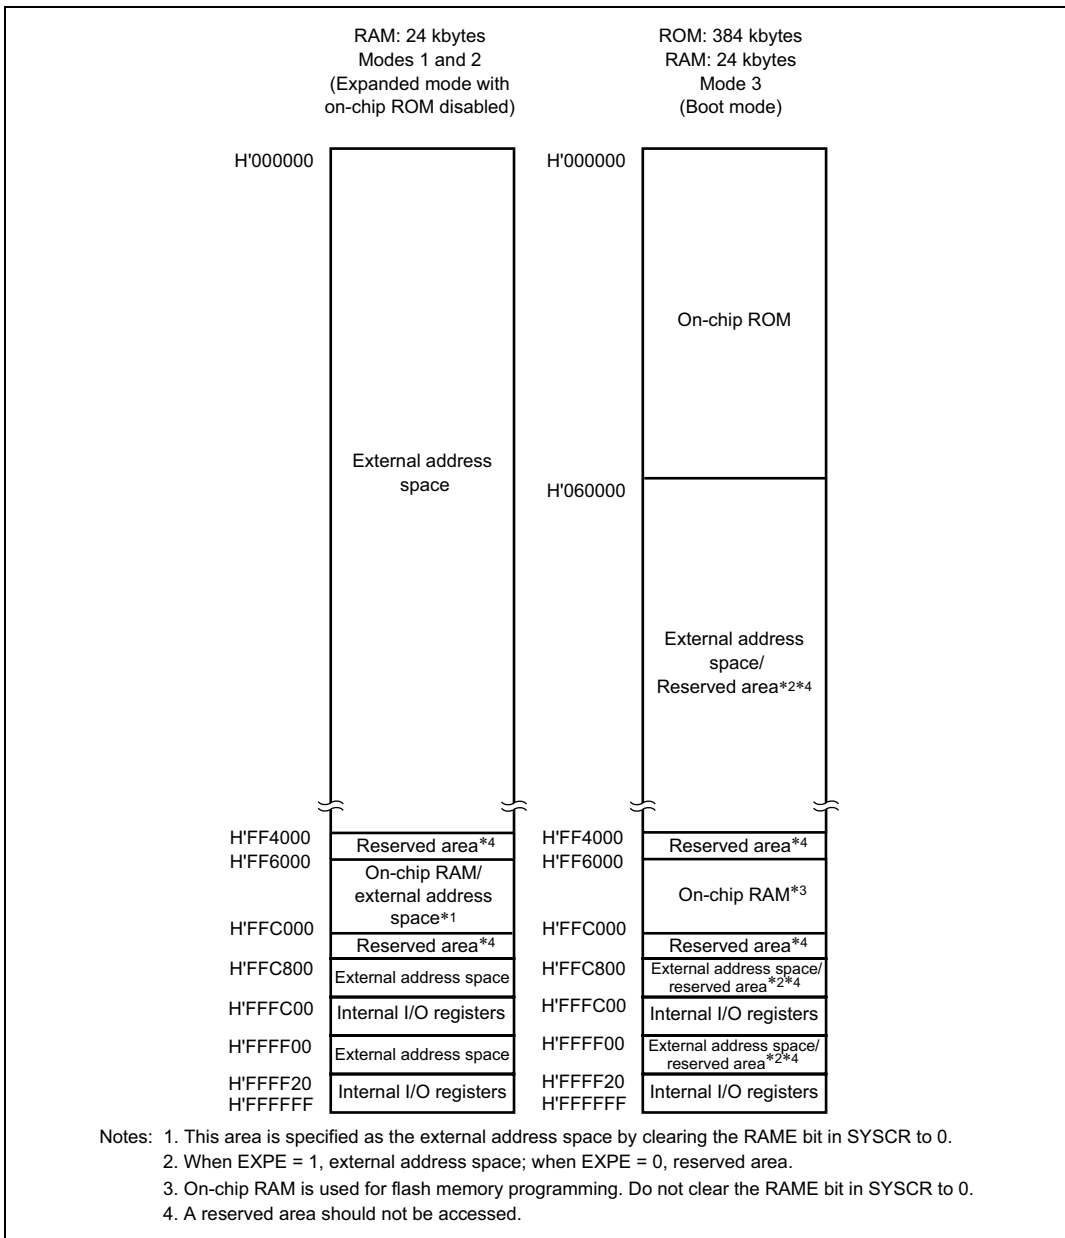 RAM: 24 kbytes
Modes 1 and 2
(Expanded mode with
on-chip ROM disabled)
ROM: 384 kbytes
RAM: 24 kbytes
Mode 3
(Boot mode)
H'000000
External address
space
H'FF4000
Reserved area*4
H'FF6000
On-chip RAM/
external address
space*1
H'FFC000
Reserved area*4
H'FFC800
External address space
H'FFFC00
Internal I/O registers
H'FFFF00
External address space
H'FFFF20
Internal I/O registers
H'FFFFFF
H'000000
On-chip ROM
H'060000
External address
space/
Reserved area*2*4
H'FF4000
Reserved area*4
H'FF6000
On-chip RAM*3
H'FFC000
Reserved area*4
H'FFC800
External address space/
reserved area*2*4
H'FFFC00
Internal I/O registers
H'FFFF00
External address space/
reserved area*2*4
H'FFFF20
Internal I/O registers
H'FFFFFF
Notes: 1. This area is specified as the external address space by clearing the RAME bit in SYSCR to 0.
2. When EXPE = 1, external address space; when EXPE = 0, reserved area.
3. On-chip RAM is used for flash memory programming. Do not clear the RAME bit in SYSCR to 0.
4. A reserved area should not be accessed.